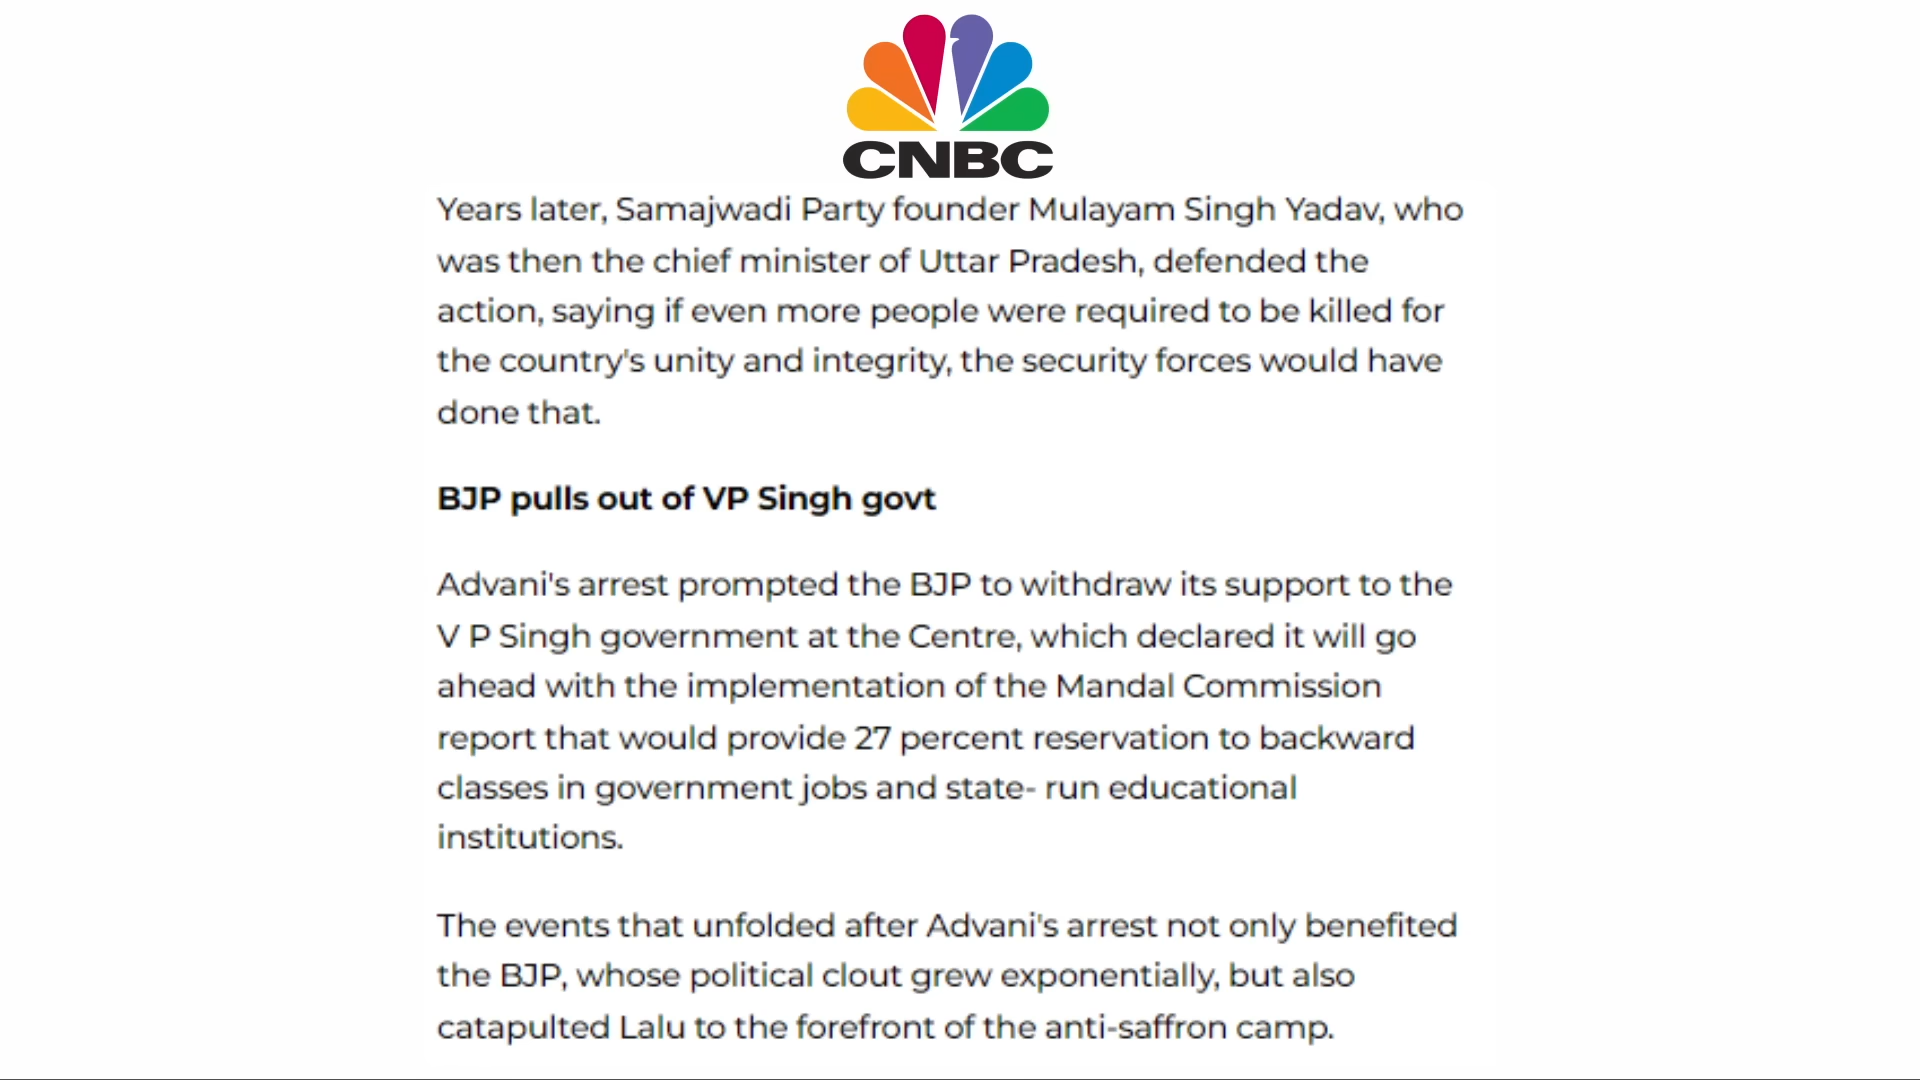 CNBC
Years later, Samajwadi Party founder Mulayam Singh Yadav, who
was then the chief minister of Uttar Pradesh, defended the
action, saying if even more people were required to be killed for
the country's unity and integrity, the security forces would have
done that.
BJP pulls out of VP Singh govt
Advani's arrest prompted the BJP to withdraw its support to the
V P Singh government at the Centre, which declared it will go
ahead with the implementation of the Mandal Commission
report that would provide 27 percent reservation to backward
classes in government jobs and state- run educational
institutions.
The events that unfolded after Advani's arrest not only benefited
the BJP, whose political clout grew exponentially, but also
catapulted Lalu to the forefront of the anti-saffron camp.